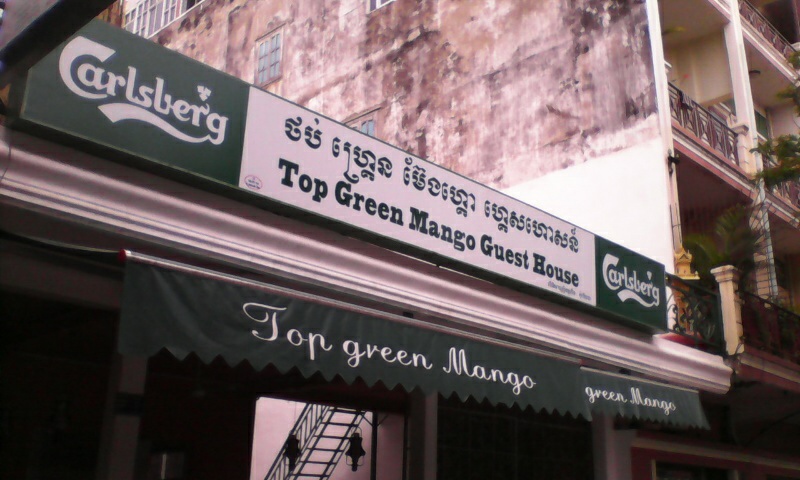 Carlsberg
ថប់ ហ្គ្រេន ម៉ែងហ្គោ ហ្គេសហោសន៍
Top Green Mango Guest House
Carlsberg
Top green Mango
green Mango